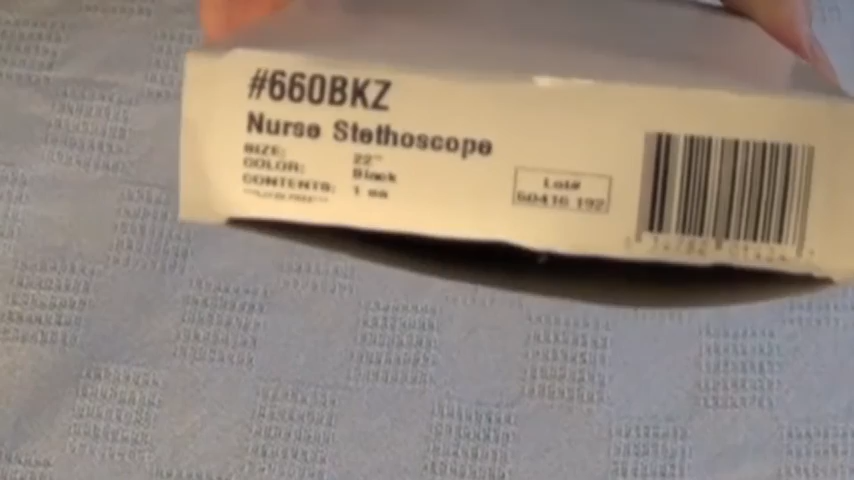 #660BKZ
Nurse Stethoscope
SIZE: 22"
COLOR: Black
CONTENTS: 1 ea
Lot#
60416 192